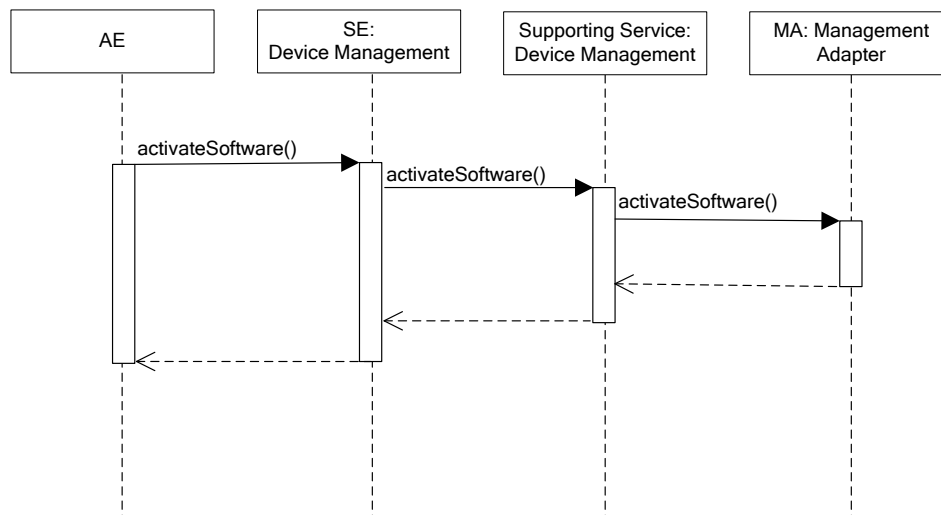 AE
SE:
Device Management
Supporting Service:
Device Management
MA: Management
Adapter
activateSoftware()
activateSoftware()
activateSoftware()